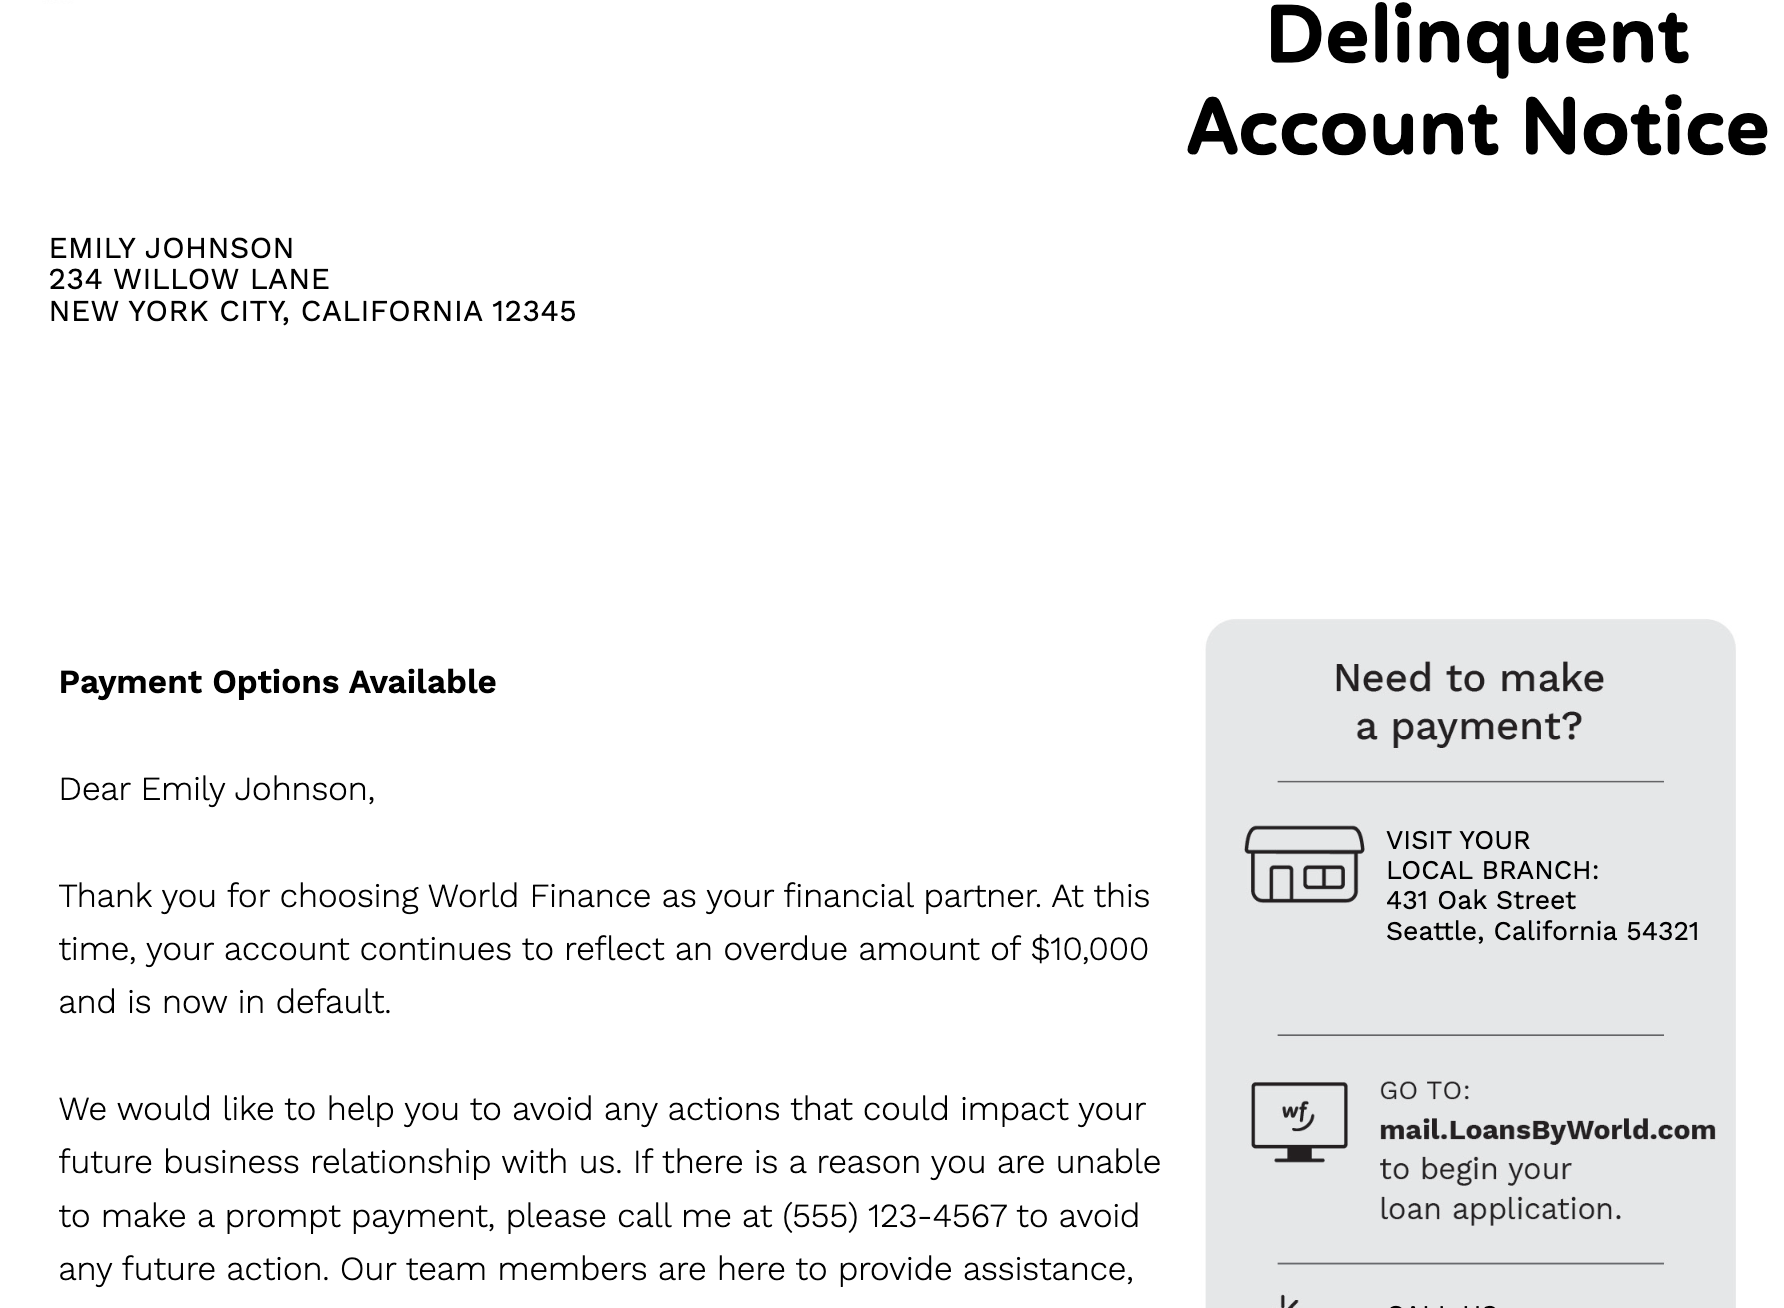 Delinquent
Account Notice
EMILY JOHNSON
234 WILLOW LANE
NEW YORK CITY, CALIFORNIA 12345
Payment Options Available
Dear Emily Johnson,
Thank you for choosing World Finance as your financial partner. At this
time, your account continues to reflect an overdue amount of $10,000
and is now in default.
We would like to help you to avoid any actions that could impact your
future business relationship with us. If there is a reason you are unable
to make a prompt payment, please call me at (555) 123-4567 to avoid
any future action. Our team members are here to provide assistance,
Need to make
a payment?
VISIT YOUR
LOCAL BRANCH:
431 Oak Street
Seattle, California 54321
wf
GO TO:
mail.LoansByWorld.com
to begin your
loan application.